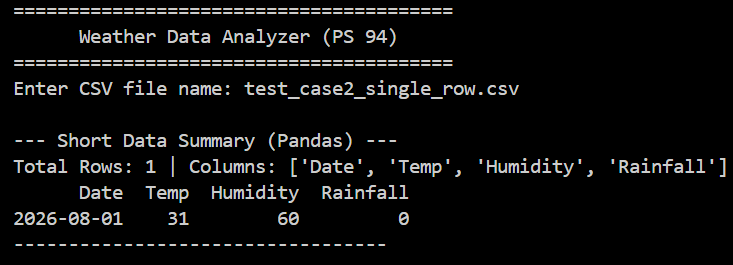 ========================================
Weather Data Analyzer (PS 94)
========================================
Enter CSV file name: test_case2_single_row.csv
--- Short Data Summary (Pandas) ---
Total Rows: 1 | Columns: ['Date', 'Temp', 'Humidity', 'Rainfall']
Date Temp Humidity Rainfall
2026-08-01 31 60 0
----------------------------------